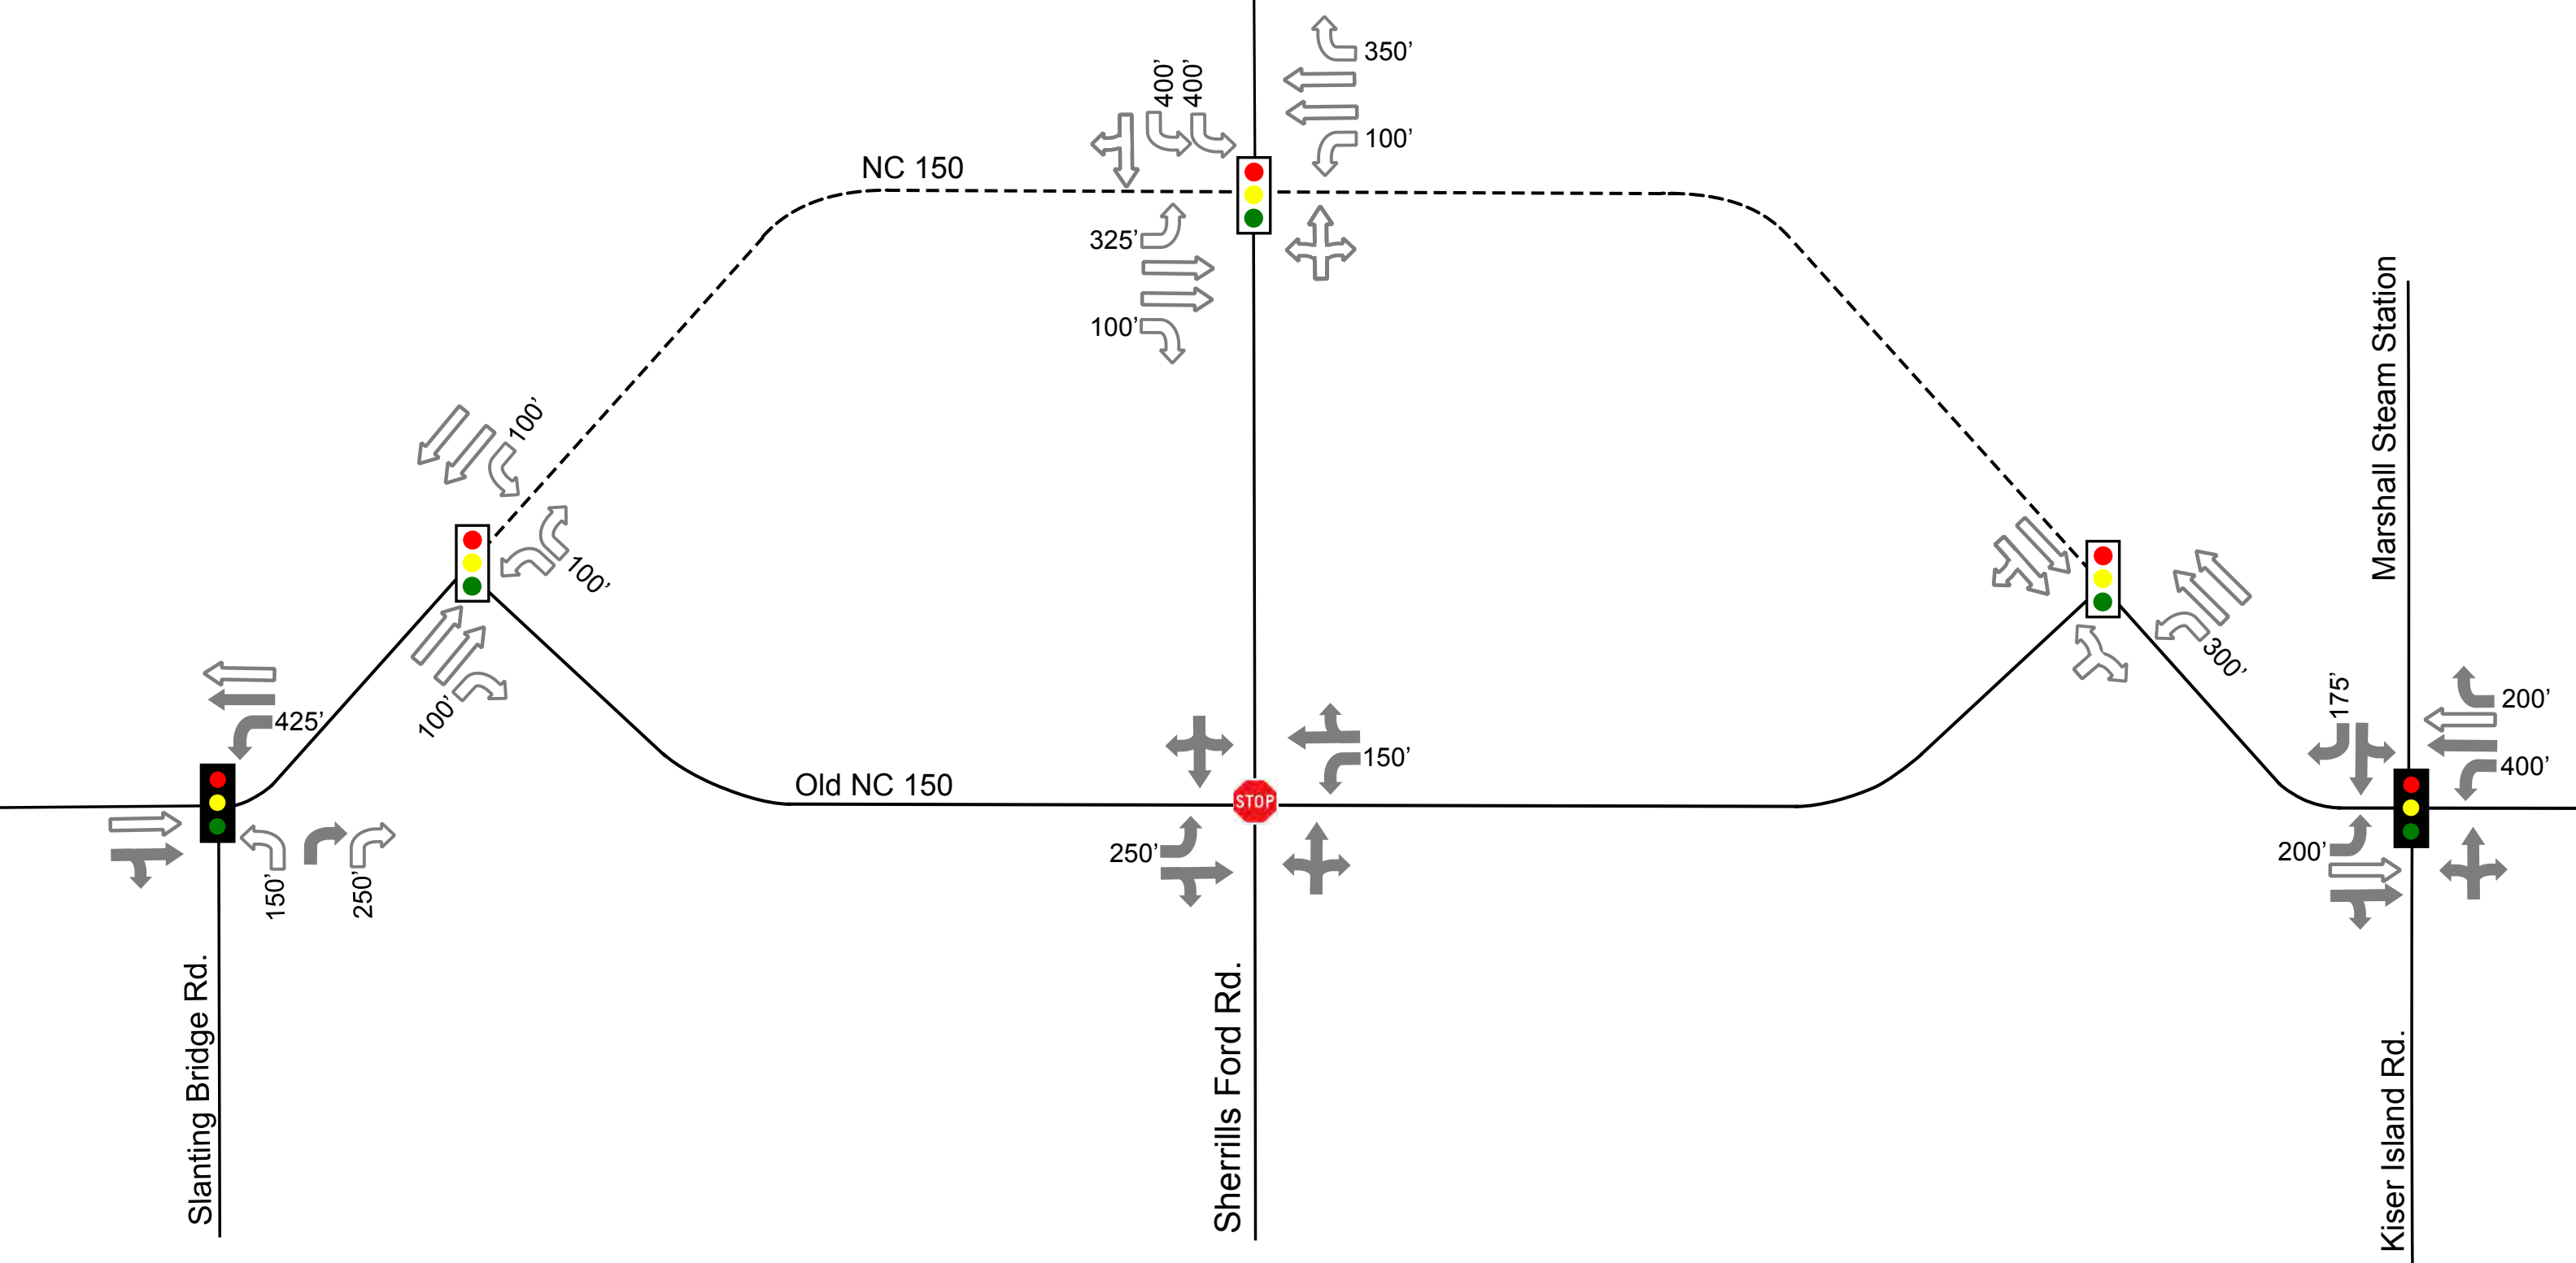 350’
400’
400’
100’
NC 150
325’
100’
100’
100’
100’
Marshall Steam Station
300’
425’
175’
200’
150’
400’
Old NC 150
STOP
250’
200’
150’
250’
Slanting Bridge Rd.
Sherrills Ford Rd.
Kiser Island Rd.